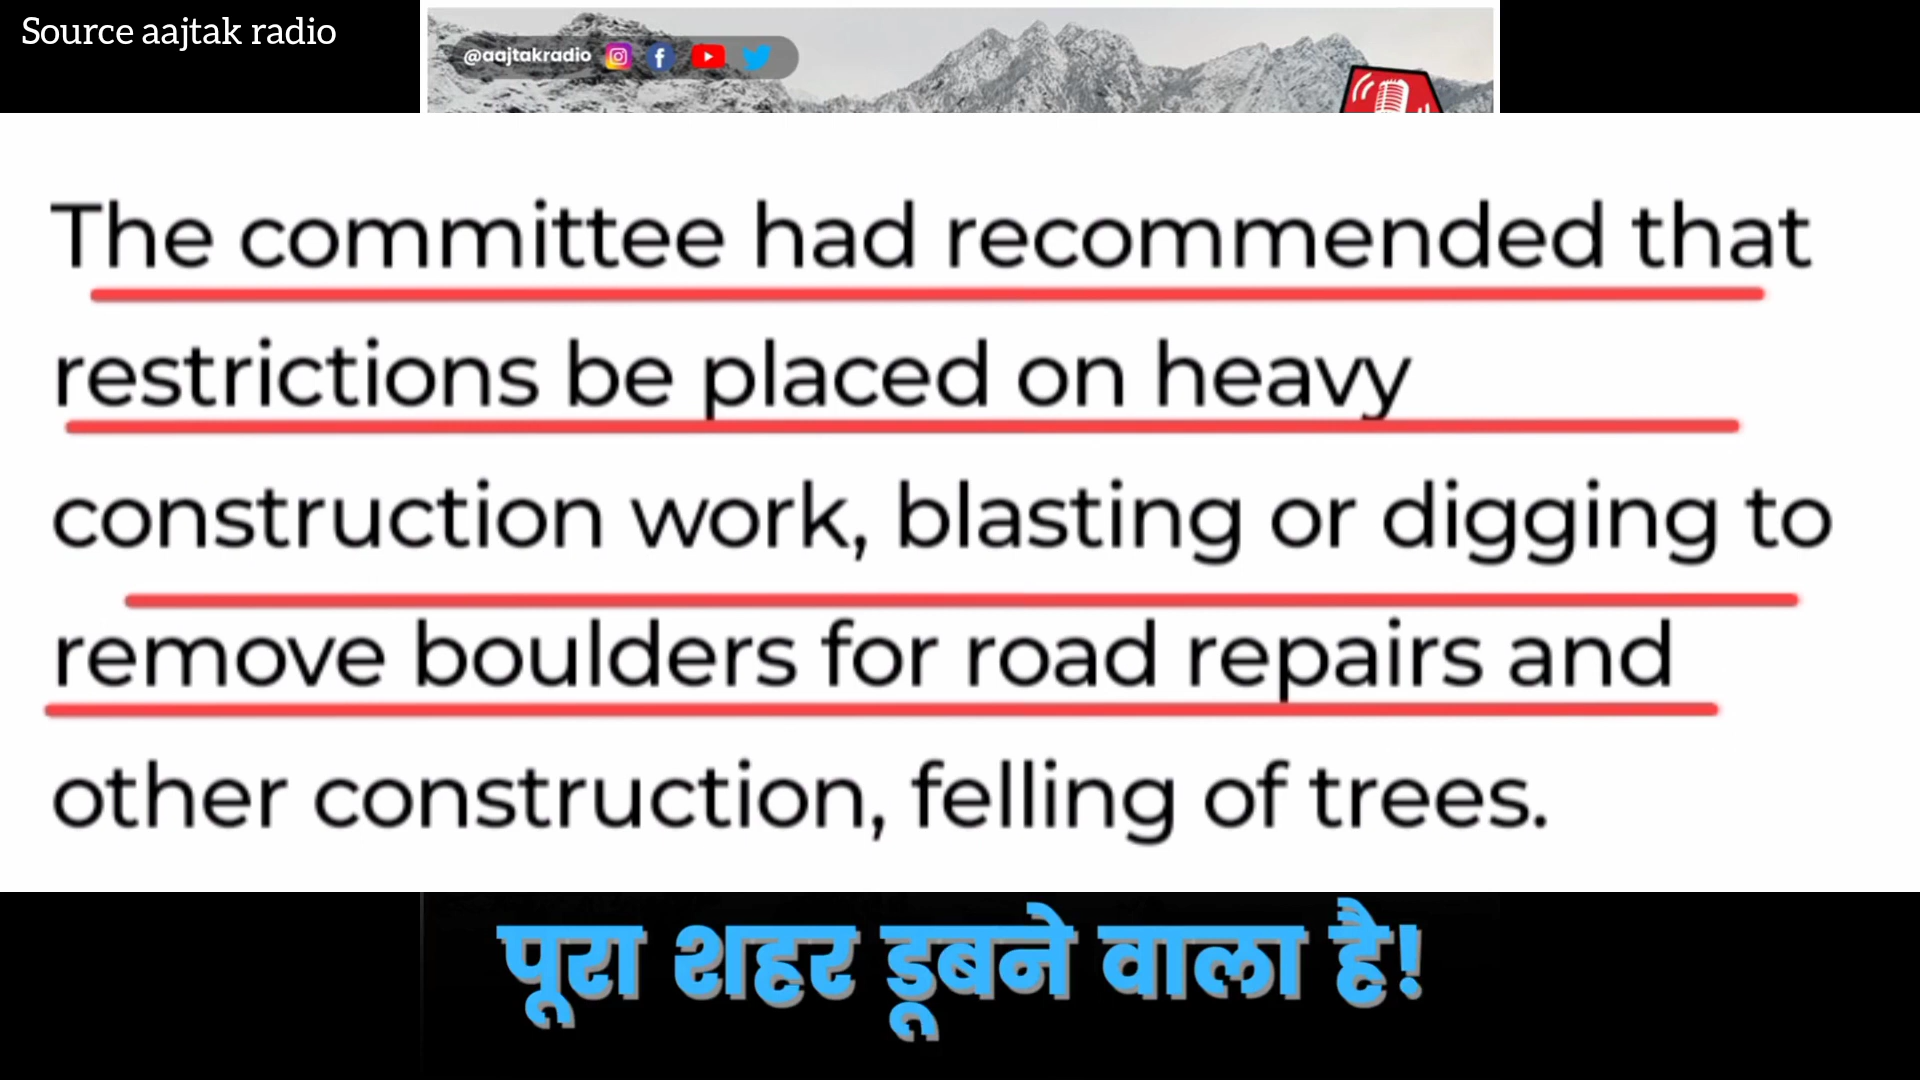 Source aajtak radio
@aajtakradio
The committee had recommended that
restrictions be placed on heavy
construction work, blasting or digging to
remove boulders for road repairs and
other construction, felling of trees.
पूरा शहर डूबने वाला है!